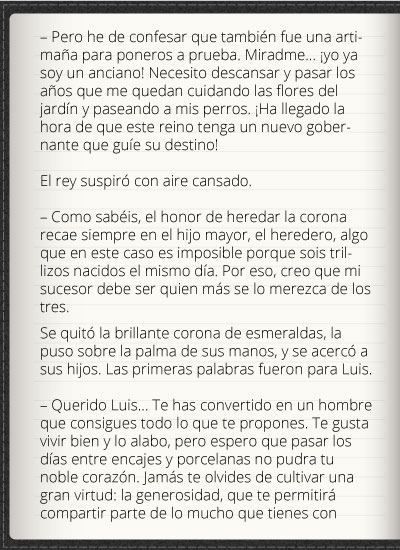 – Pero he de confesar que también fue una arti-
maña para poneros a prueba. Miradme... ¡yo ya
soy un anciano! Necesito descansar y pasar los
años que me quedan cuidando las flores del
jardín y paseando a mis perros. ¡Ha llegado la
hora de que este reino tenga un nuevo gober-
nante que guíe su destino!
El rey suspiró con aire cansado.
– Como sabéis, el honor de heredar la corona
recae siempre en el hijo mayor, el heredero, algo
que en este caso es imposible porque sois tril-
lizos nacidos el mismo día. Por eso, creo que mi
sucesor debe ser quien más se lo merezca de los
tres.
Se quitó la brillante corona de esmeraldas, la
puso sobre la palma de sus manos, y se acercó a
sus hijos. Las primeras palabras fueron para Luis.
– Querido Luis... Te has convertido en un hombre
que consigues todo lo que te propones. Te gusta
vivir bien y lo alabo, pero espero que pasar los
días entre encajes y porcelanas no pudra tu
noble corazón. Jamás te olvides de cultivar una
gran virtud: la generosidad, que te permitirá
compartir parte de lo mucho que tienes con